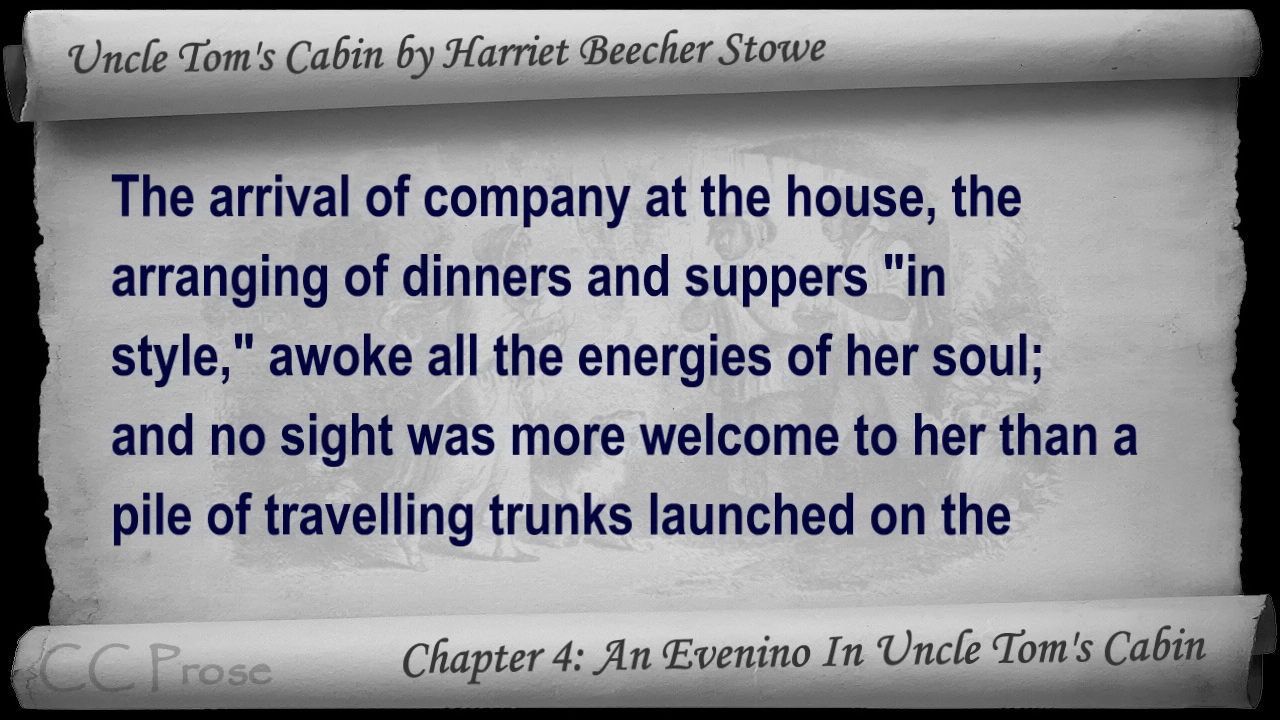 Uncle Tom's Cabin by Harriet Beecher Stowe
The arrival of company at the house, the
arranging of dinners and suppers "in
style," awoke all the energies of her soul;
and no sight was more welcome to her than a
pile of travelling trunks launched on the
CC Prose
Chapter 4: An Evenino In Uncle Tom's Cabin